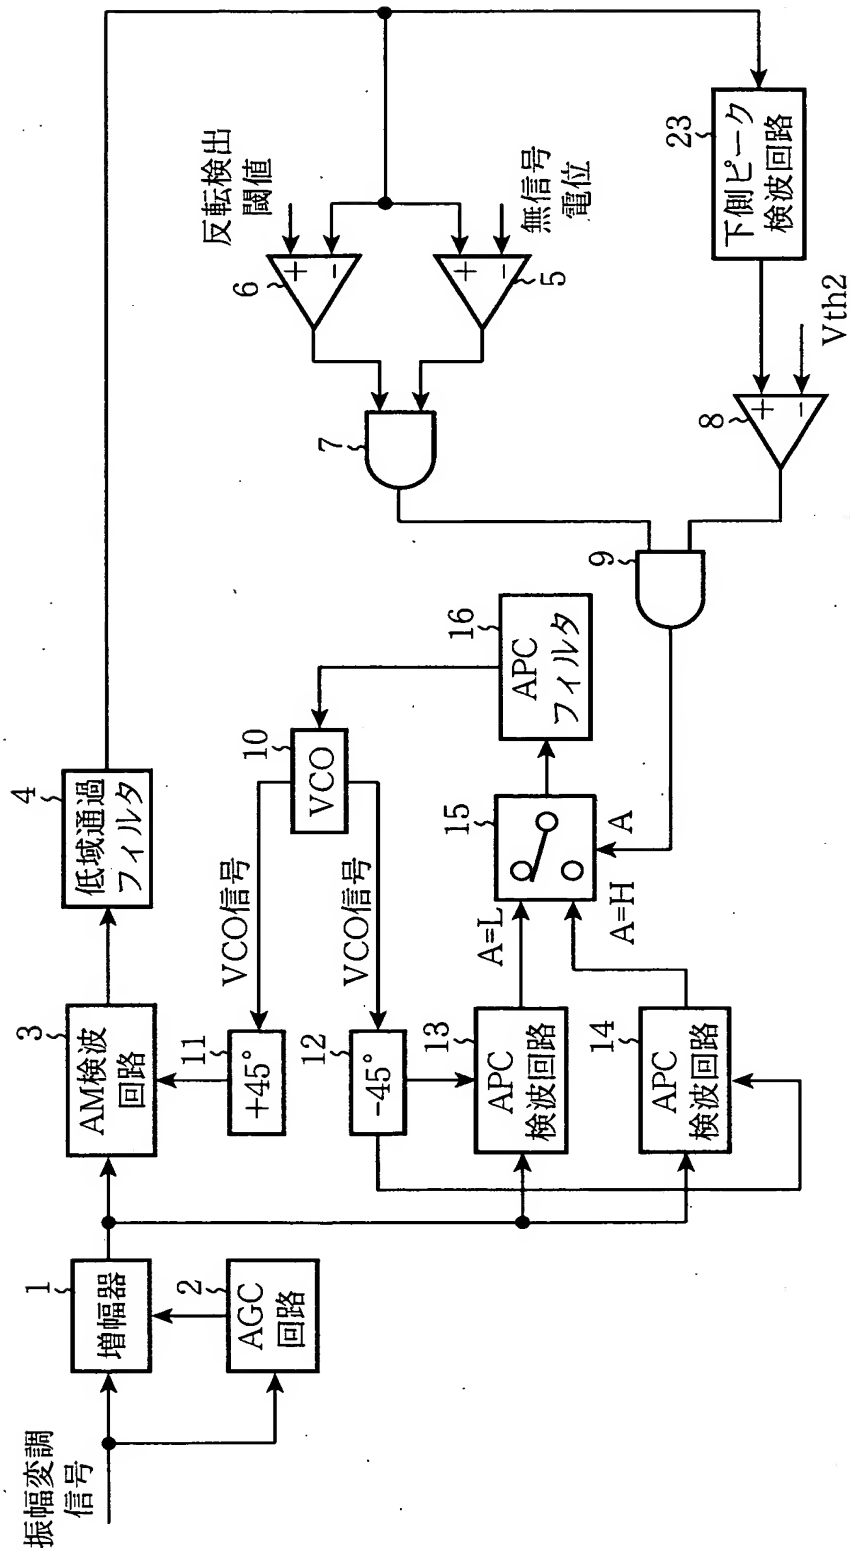 振幅変調
信号
1
増幅器
2
AGC
回路
3
AM検波
回路
4
低域通過
フィルタ
11
+45°
12
-45°
VCO信号
VCO信号
10
VCO
13
APC
検波回路
14
APC
検波回路
A=L
A=H
15
A
16
APC
フィルタ
反転検出
閾値
6
+
-
無信号
電位
5
+
-
7
9
8
+
-
Vth2
23
下側ピーク
検波回路